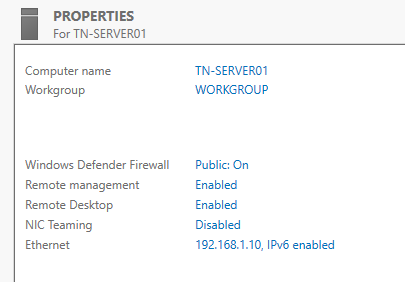 PROPERTIES
For TN-SERVER01
Computer name TN-SERVER01
Workgroup WORKGROUP
Windows Defender Firewall Public: On
Remote management Enabled
Remote Desktop Enabled
NIC Teaming Disabled
Ethernet 192.168.1.10, IPv6 enabled